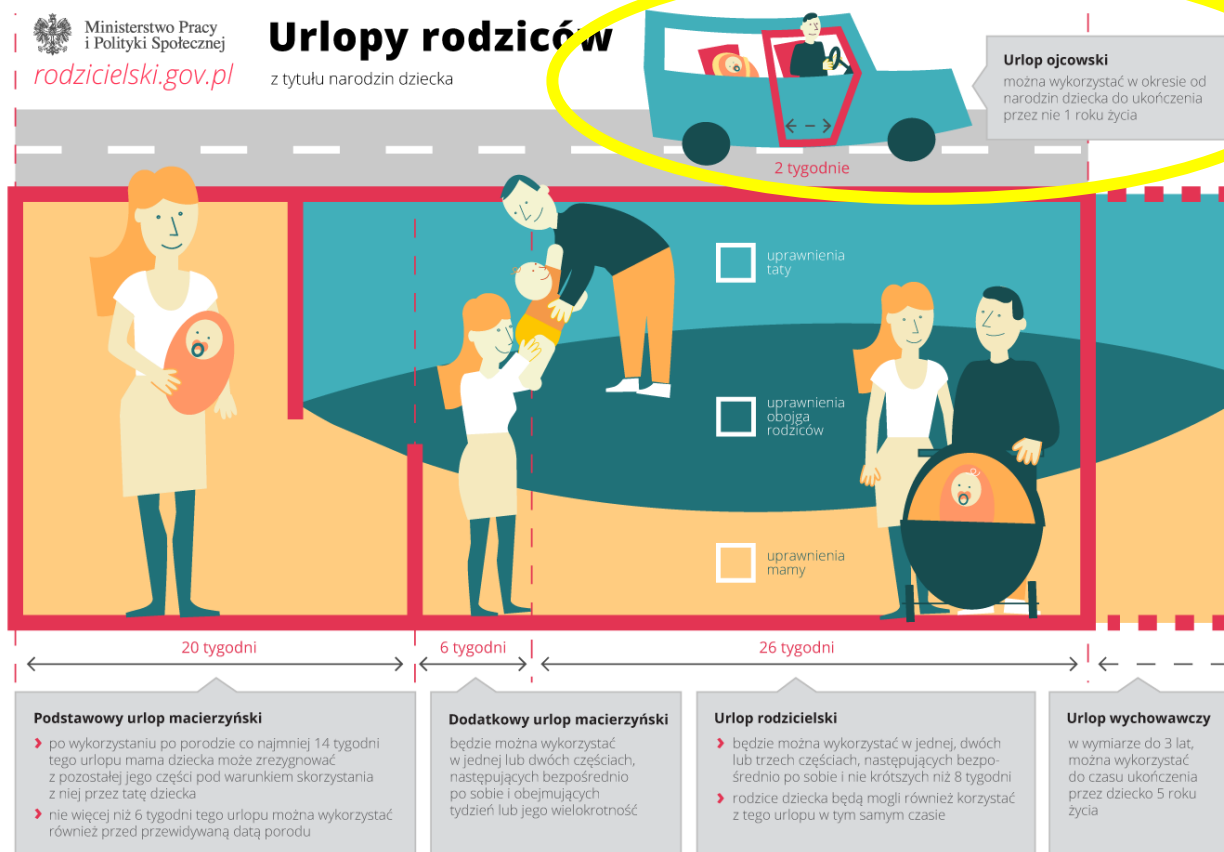 Ministerstwo Pracy
i Polityki Społecznej
rodzicielski.gov.pl
Urlopy rodziców
z tytułu narodzin dziecka
Urlop ojcowski
można wykorzystać w okresie od
narodzin dziecka do ukończenia
przez nie 1 roku życia
2 tygodnie
uprawnienia
taty
uprawnienia
obojga
rodziców
uprawnienia
mamy
20 tygodni
6 tygodni
26 tygodni
Podstawowy urlop macierzyński
po wykorzystaniu po porodzie co najmniej 14 tygodni
tego urlopu mama dziecka może zrezygnować
z pozostałej jego części pod warunkiem skorzystania
z niej przez tatę dziecka
nie więcej niż 6 tygodni tego urlopu można wykorzystać
również przed przewidywaną datą porodu
Dodatkowy urlop macierzyński
będzie można wykorzystać
w jednej lub dwóch częściach,
następujących bezpośrednio
po sobie i obejmujących
tydzień lub jego wielokrotność
Urlop rodzicielski
będzie można wykorzystać w jednej, dwóch
lub trzech częściach, następujących bezpo-
średnio po sobie i nie krótszych niż 8 tygodni
rodzice dziecka będą mogli również korzystać
z tego urlopu w tym samym czasie
Urlop wychowawczy
w wymiarze do 3 lat,
można wykorzystać
do czasu ukończenia
przez dziecko 5 roku
życia